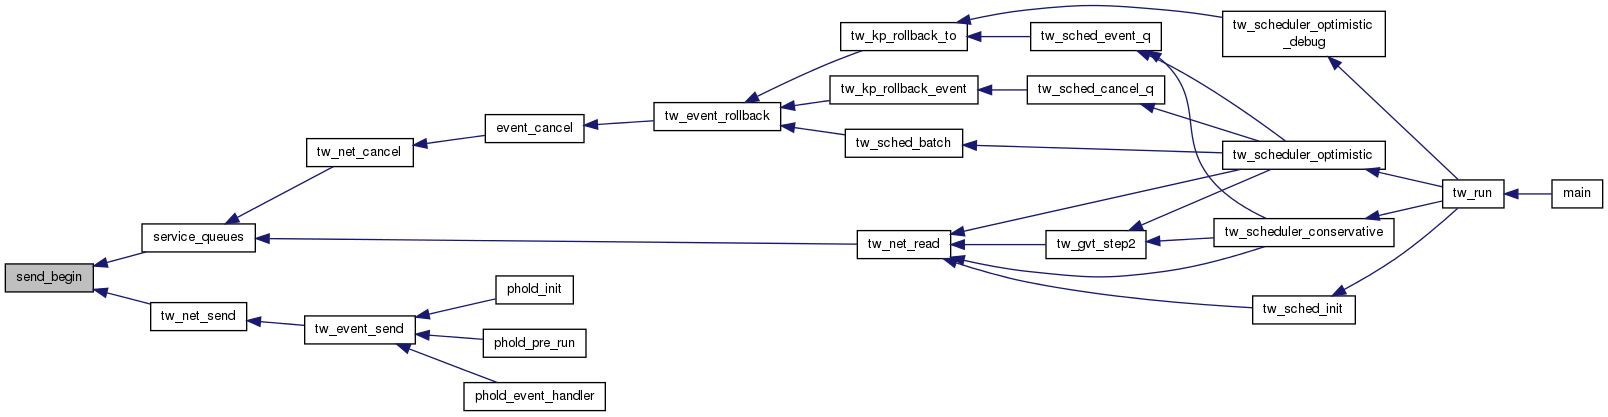 send_begin
service_queues
tw_net_send
tw_net_cancel
tw_event_send
event_cancel
phold_init
phold_pre_run
phold_event_handler
tw_event_rollback
tw_kp_rollback_to
tw_kp_rollback_event
tw_sched_batch
tw_net_read
tw_sched_event_q
tw_sched_cancel_q
tw_gvt_step2
tw_scheduler_optimistic
_debug
tw_scheduler_optimistic
tw_scheduler_conservative
tw_sched_init
tw_run
main